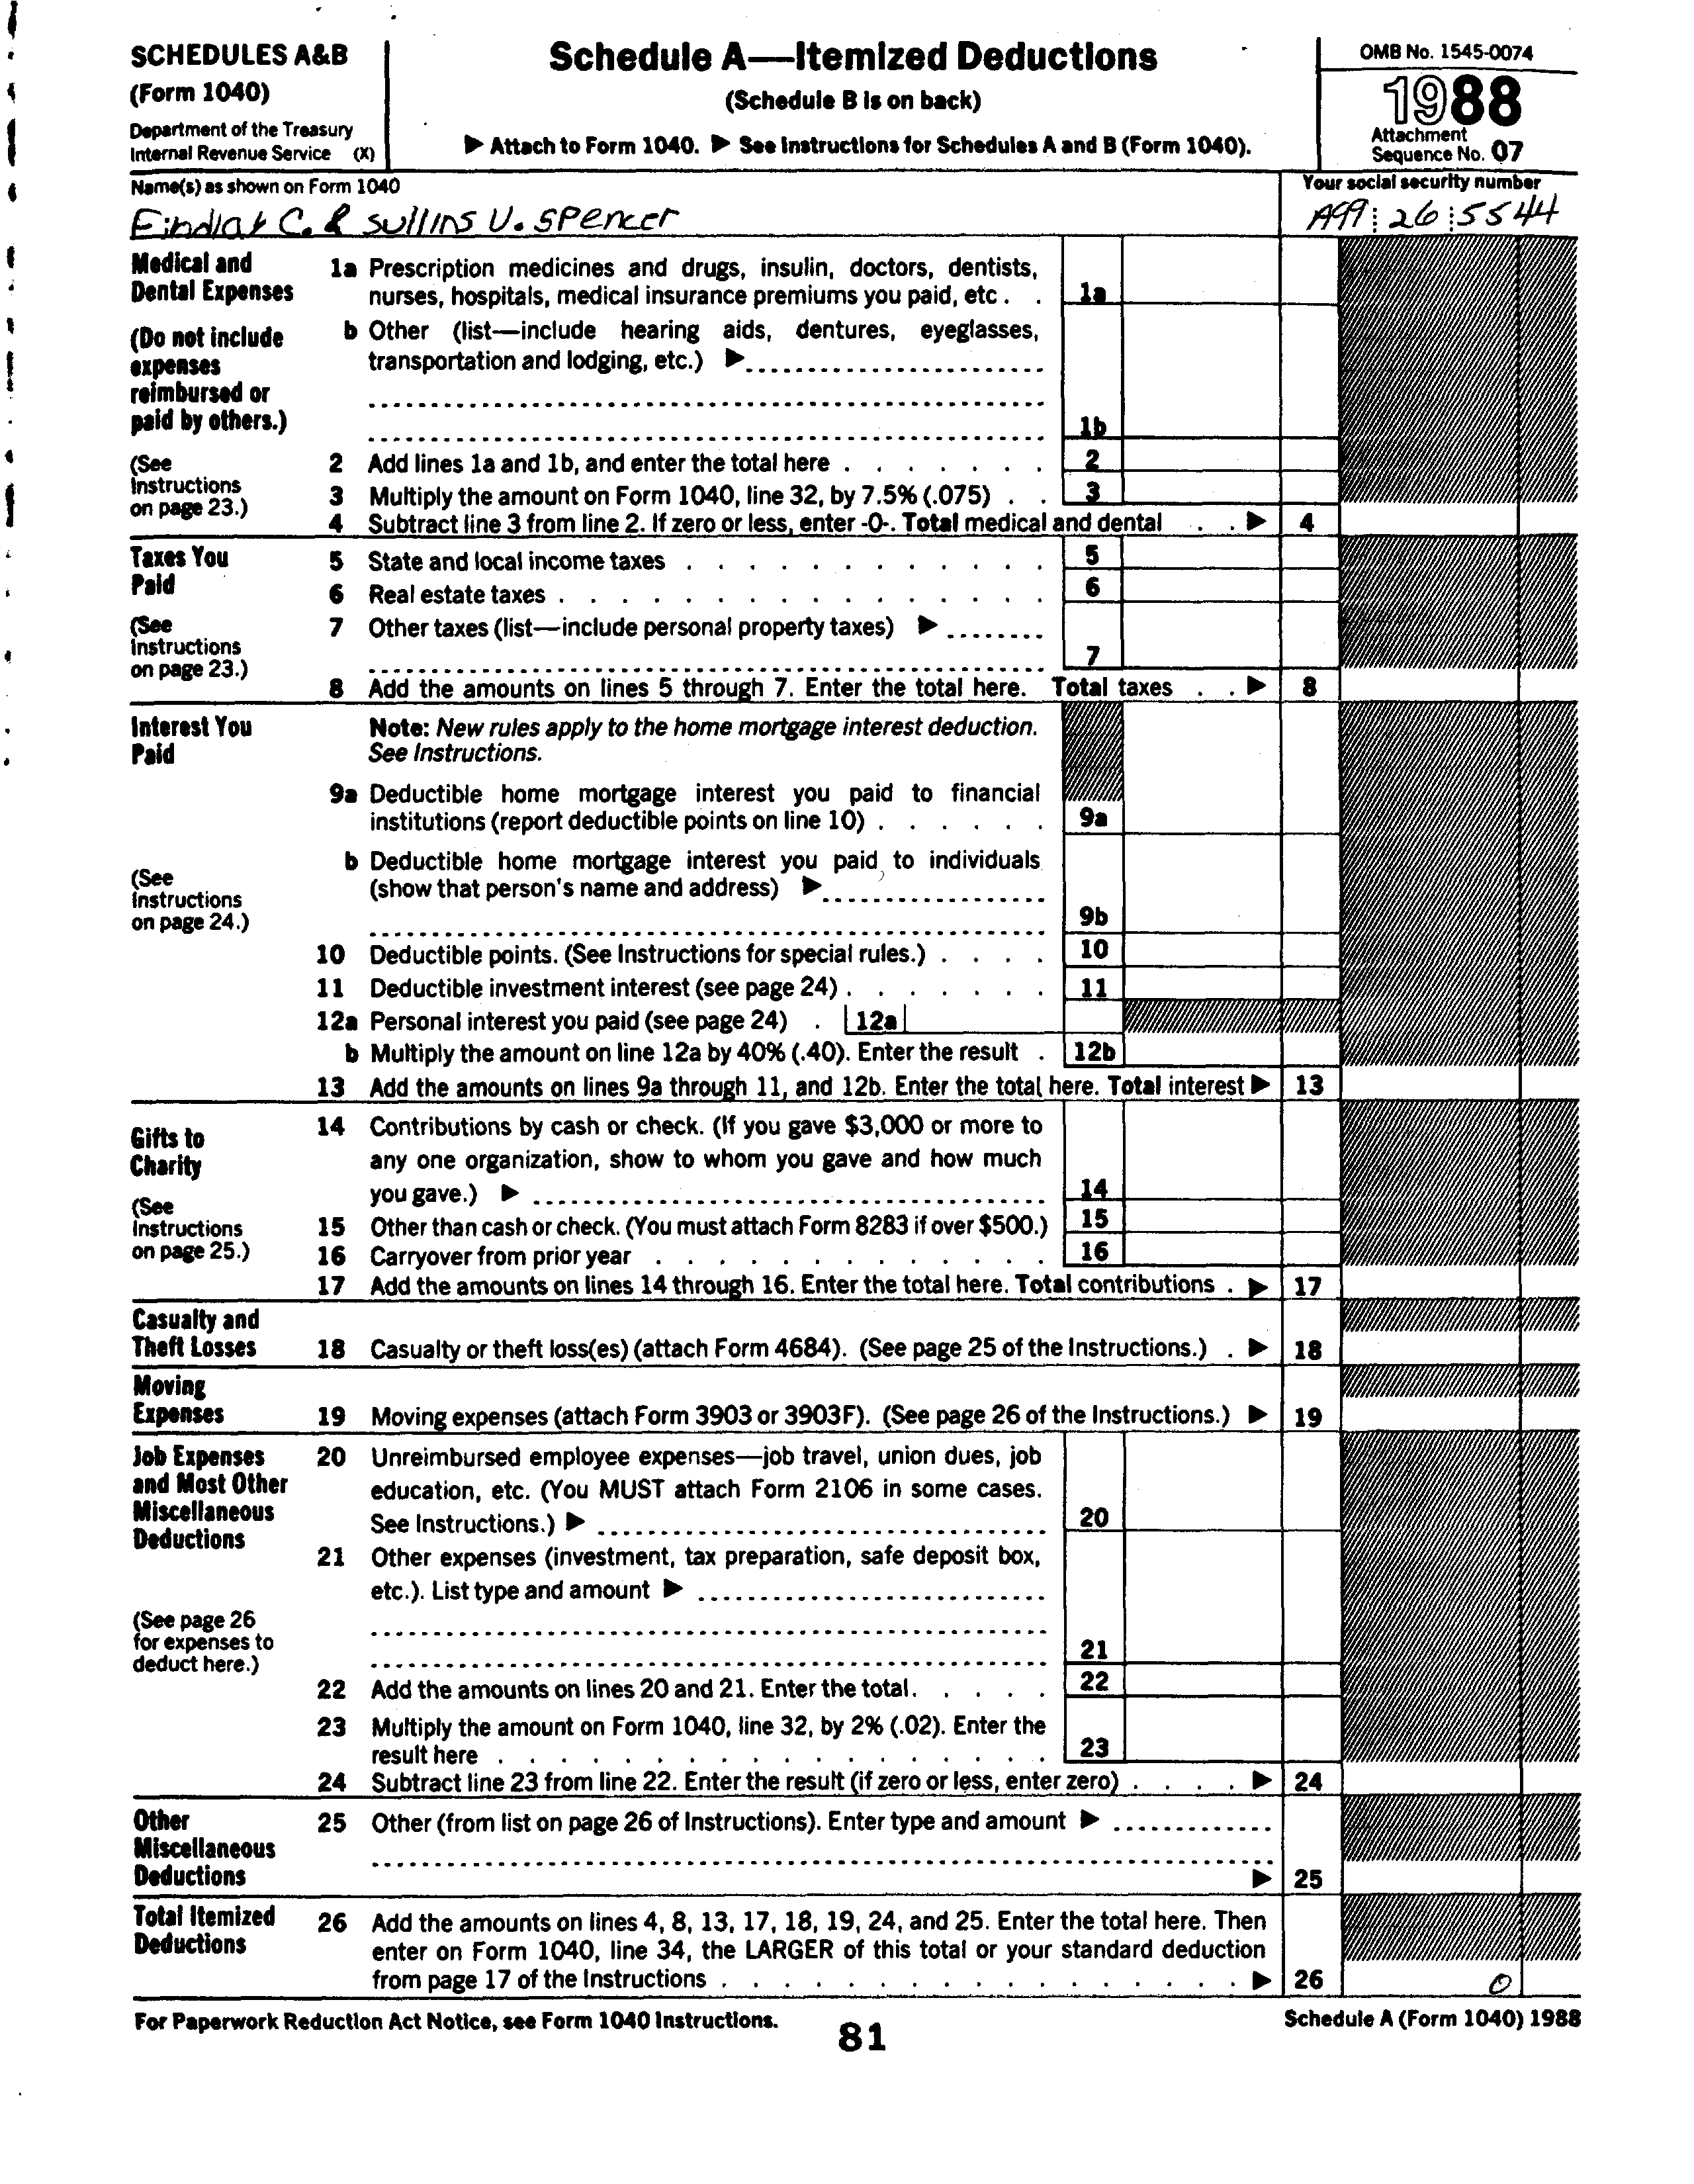 SCHEDULES A&B
(Form 1040)
Department of the Treasury
Internal Revenue Service (X)
Schedule A—Itemized Deductions
(Schedule B is on back)
▶ Attach to Form 1040. ▶ See Instructions for Schedules A and B (Form 1040).
OMB No. 1545-0074
1988
Attachment
Sequence No. 07
Name(s) as shown on Form 1040
C. & Sullins U. Spencer
Your social security number
26 5544
Medical and
Dental Expenses
(Do not include
expenses
reimbursed or
paid by others.)
(See
Instructions
on page 23.)
1a Prescription medicines and drugs, insulin, doctors, dentists,
nurses, hospitals, medical insurance premiums you paid, etc . . 1a
b Other (list—include hearing aids, dentures, eyeglasses,
transportation and lodging, etc.) ▶
1b
2 Add lines 1a and 1b, and enter the total here . . . . . . . 2
3 Multiply the amount on Form 1040, line 32, by 7.5% (.075) . . 3
4 Subtract line 3 from line 2. If zero or less, enter -0-. Total medical and dental . . ▶ 4
Taxes You
Paid
(See
Instructions
on page 23.)
5 State and local income taxes . . . . . . . . . . . . 5
6 Real estate taxes . . . . . . . . . . . . . . . . 6
7 Other taxes (list—include personal property taxes) ▶
7
8 Add the amounts on lines 5 through 7. Enter the total here. Total taxes . . ▶ 8
Interest You
Paid
(See
Instructions
on page 24.)
Note: New rules apply to the home mortgage interest deduction.
See Instructions.
9a Deductible home mortgage interest you paid to financial
institutions (report deductible points on line 10) . . . . . . 9a
b Deductible home mortgage interest you paid to individuals
(show that person's name and address) ▶
9b
10 Deductible points. (See Instructions for special rules.) . . . . 10
11 Deductible investment interest (see page 24) . . . . . . . 11
12a Personal interest you paid (see page 24) . 12a
b Multiply the amount on line 12a by 40% (.40). Enter the result . 12b
13 Add the amounts on lines 9a through 11, and 12b. Enter the total here. Total interest ▶ 13
Gifts to
Charity
(See
Instructions
on page 25.)
14 Contributions by cash or check. (If you gave $3,000 or more to
any one organization, show to whom you gave and how much
you gave.) ▶ 14
15 Other than cash or check. (You must attach Form 8283 if over $500.) 15
16 Carryover from prior year . . . . . . . . . . . . . 16
17 Add the amounts on lines 14 through 16. Enter the total here. Total contributions . ▶ 17
Casualty and
Theft Losses
18 Casualty or theft loss(es) (attach Form 4684). (See page 25 of the Instructions.) . ▶ 18
Moving
Expenses
19 Moving expenses (attach Form 3903 or 3903F). (See page 26 of the Instructions.) ▶ 19
Job Expenses
and Most Other
Miscellaneous
Deductions
(See page 26
for expenses to
deduct here.)
20 Unreimbursed employee expenses—job travel, union dues, job
education, etc. (You MUST attach Form 2106 in some cases.
See Instructions.) ▶ 20
21 Other expenses (investment, tax preparation, safe deposit box,
etc.). List type and amount ▶
21
22 Add the amounts on lines 20 and 21. Enter the total. . . . . . 22
23 Multiply the amount on Form 1040, line 32, by 2% (.02). Enter the
result here . . . . . . . . . . . . . . . . . . 23
24 Subtract line 23 from line 22. Enter the result (if zero or less, enter zero) . . . . ▶ 24
Other
Miscellaneous
Deductions
25 Other (from list on page 26 of Instructions). Enter type and amount ▶
▶ 25
Total Itemized
Deductions
26 Add the amounts on lines 4, 8, 13, 17, 18, 19, 24, and 25. Enter the total here. Then
enter on Form 1040, line 34, the LARGER of this total or your standard deduction
from page 17 of the Instructions . . . . . . . . . . . . . . . . ▶ 26 0
For Paperwork Reduction Act Notice, see Form 1040 Instructions.
81
Schedule A (Form 1040) 1988